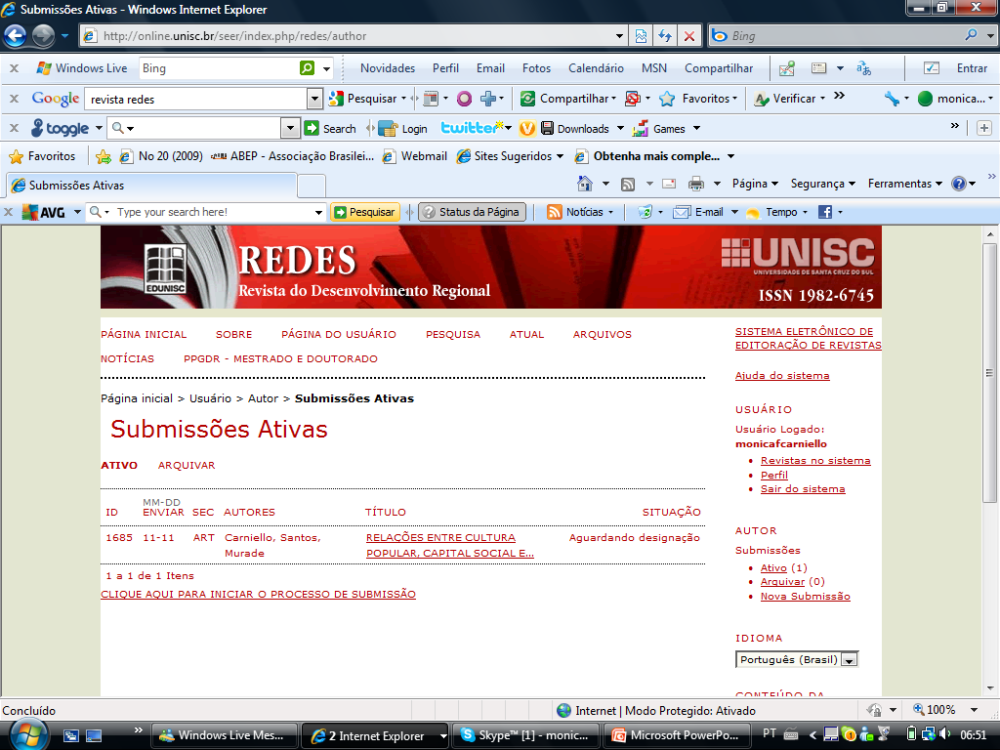 Submissões Ativas - Windows Internet Explorer
http://online.unisc.br/seer/index.php/redes/author
Bing
Windows Live Bing Novidades Perfil Email Fotos Calendário MSN Compartilhar Entrar
Google revista redes Pesquisar Compartilhar Favoritos Verificar monica...
toggle Search Login twitter Downloads Games
Favoritos No 20 (2009) ABEP - Associação Brasilei... Webmail Sites Sugeridos Obtenha mais comple...
Submissões Ativas Página Segurança Ferramentas
AVG Type your search here! Pesquisar Status da Página Notícias E-mail Tempo
EDUNISC
REDES
Revista do Desenvolvimento Regional
UNISC
UNIVERSIDADE DE SANTA CRUZ DO SUL
ISSN 1982-6745
PÁGINA INICIAL SOBRE PÁGINA DO USUÁRIO PESQUISA ATUAL ARQUIVOS
NOTÍCIAS PPGDR - MESTRADO E DOUTORADO
Página inicial > Usuário > Autor > Submissões Ativas
Submissões Ativas
ATIVO ARQUIVAR
MM-DD
ID ENVIAR SEC AUTORES TÍTULO SITUAÇÃO
1685 11-11 ART Carniello, Santos, RELAÇÕES ENTRE CULTURA Aguardando designação
Murade POPULAR, CAPITAL SOCIAL E...
1 a 1 de 1 Itens
CLIQUE AQUI PARA INICIAR O PROCESSO DE SUBMISSÃO
SISTEMA ELETRÔNICO DE
EDITORAÇÃO DE REVISTAS
Ajuda do sistema
USUÁRIO
Usuário Logado:
monicafcarniello
Revistas no sistema
Perfil
Sair do sistema
AUTOR
Submissões
Ativo (1)
Arquivar (0)
Nova Submissão
IDIOMA
Português (Brasil)
CONTEÚDO DA
Concluído Internet | Modo Protegido: Ativado 100%
Windows Live Mes... 2 Internet Explorer Skype™ [1] - monic... Microsoft PowerPo... PT 06:51